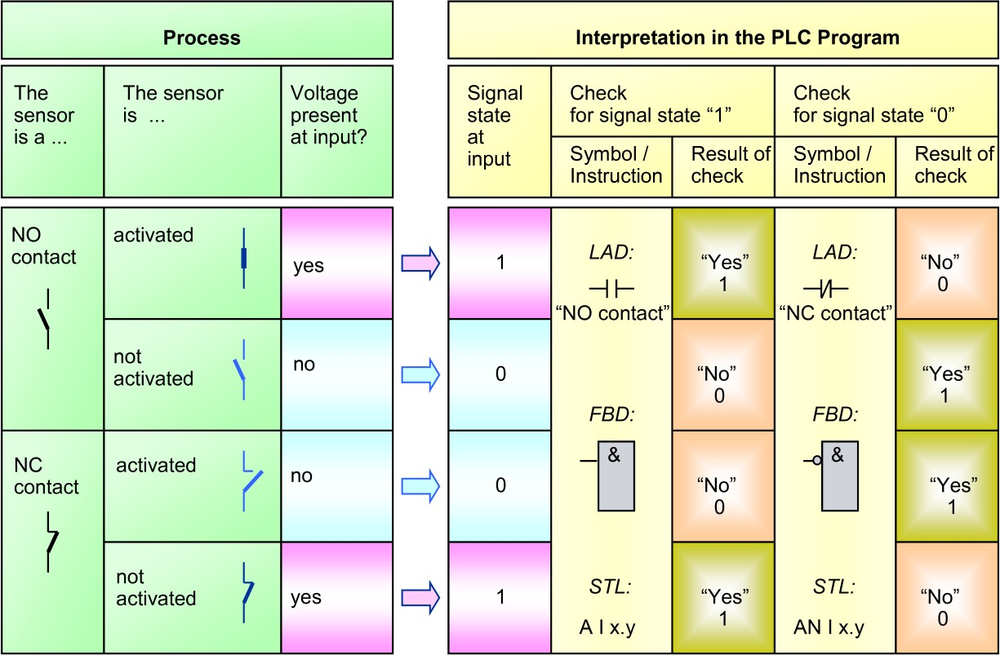 Process
Interpretation in the PLC Program
The
sensor
is a ...
The sensor
is ...
Voltage
present
at input?
Signal
state
at
input
Check
for signal state “1”
Check
for signal state “0”
Symbol /
Instruction
Result of
check
Symbol /
Instruction
Result of
check
NO
contact
activated
yes
1
LAD:
“NO contact”
“Yes”
1
LAD:
“NC contact”
“No”
0
not
activated
no
0
“No”
0
“Yes”
1
FBD:
&
FBD:
&
NC
contact
activated
no
0
“No”
0
“Yes”
1
not
activated
yes
1
STL:
A I x.y
“Yes”
1
STL:
AN I x.y
“No”
0